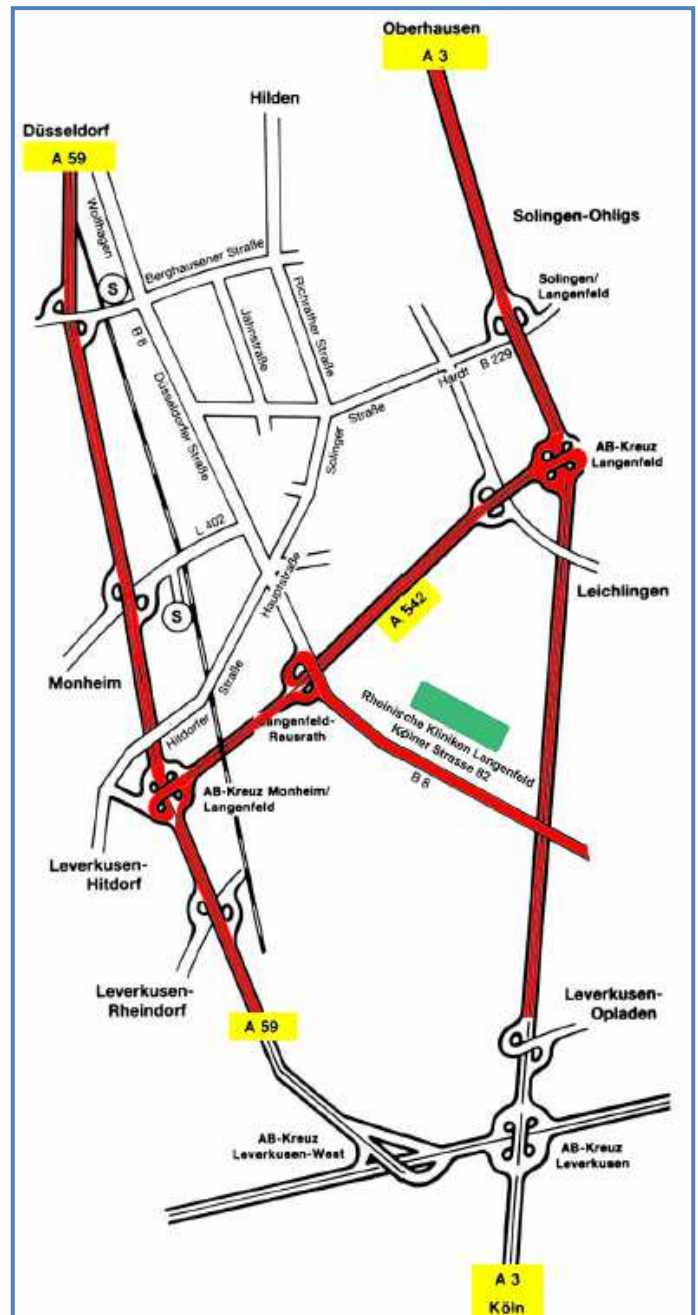 Oberhausen
A 3
Hilden
Düsseldorf
A 59
Wolfhagen
Solingen-Ohligs
Berghausener Straße
S
Solingen/
Langenfeld
Richrather Straße
Jahnstraße
B 8
Düsseldorfer Straße
Hardt
B 229
Solinger
Straße
AB-Kreuz
Langenfeld
L 402
Hauptstraße
Leichlingen
A 542
S
Monheim
Hitdorfer
Straße
Rheinische Kliniken Langenfeld
Kölner Strasse 82
Langenfeld-
Reusrath
B 8
AB-Kreuz Monheim/
Langenfeld
Leverkusen-
Hitdorf
Leverkusen-
Rheindorf
Leverkusen-
Opladen
A 59
AB-Kreuz
Leverkusen-West
AB-Kreuz
Leverkusen
A 3
Köln